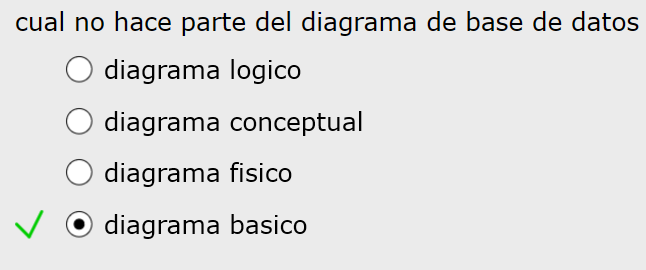 cual no hace parte del diagrama de base de datos
diagrama logico
diagrama conceptual
diagrama fisico
diagrama basico